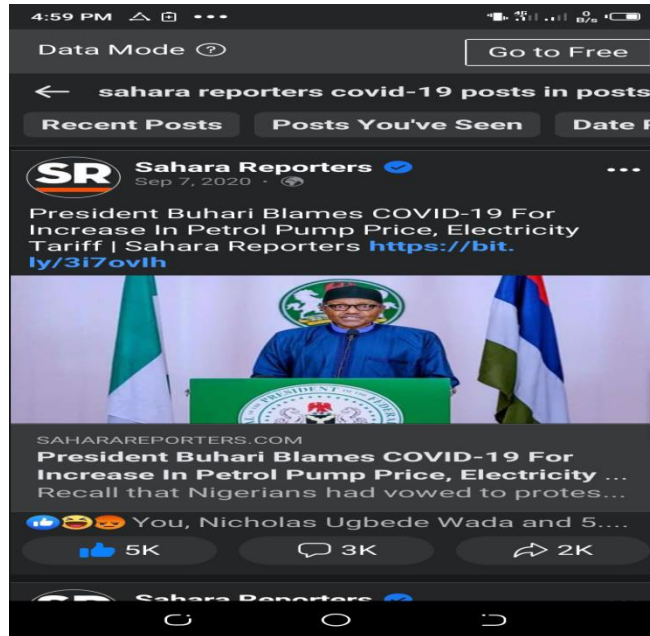 4:59 PM
4G
0
B/s
Data Mode
Go to Free
sahara reporters covid-19 posts in posts
Recent Posts
Posts You've Seen
Date
SR
Sahara Reporters
Sep 7, 2020 ·
President Buhari Blames COVID-19 For
Increase In Petrol Pump Price, Electricity
Tariff | Sahara Reporters https://bit.
ly/3i7ovlh
SAHARAREPORTERS.COM
President Buhari Blames COVID-19 For
Increase In Petrol Pump Price, Electricity ...
Recall that Nigerians had vowed to protes...
You, Nicholas Ugbede Wada and 5....
5K
3K
2K
Sahara Reporters